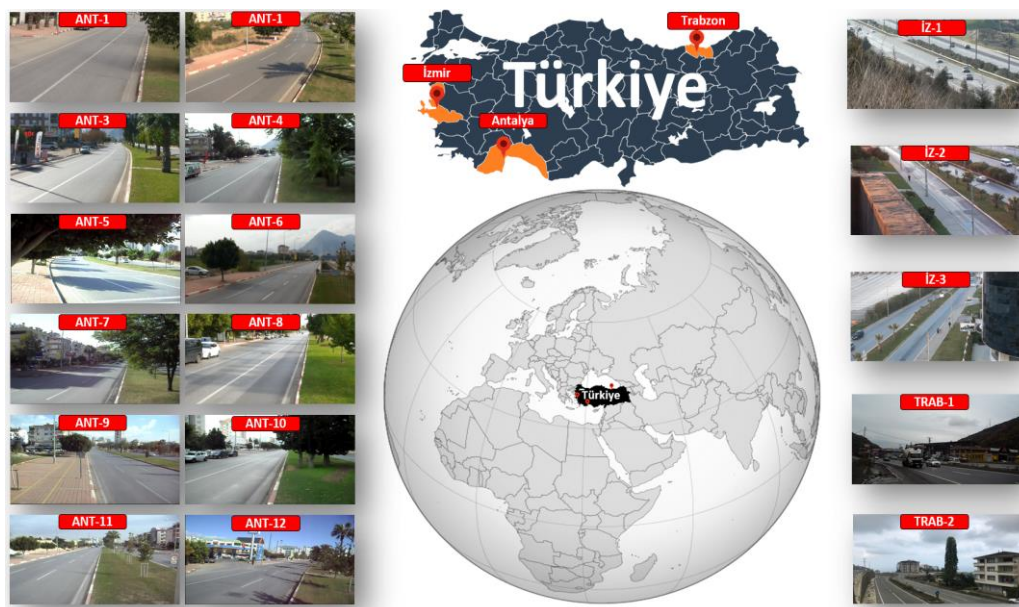 ANT-1
ANT-1
ANT-3
ANT-4
ANT-5
ANT-6
ANT-7
ANT-8
ANT-9
ANT-10
ANT-11
ANT-12
Trabzon
İzmir
Türkiye
Antalya
Türkiye
İZ-1
İZ-2
İZ-3
TRAB-1
TRAB-2